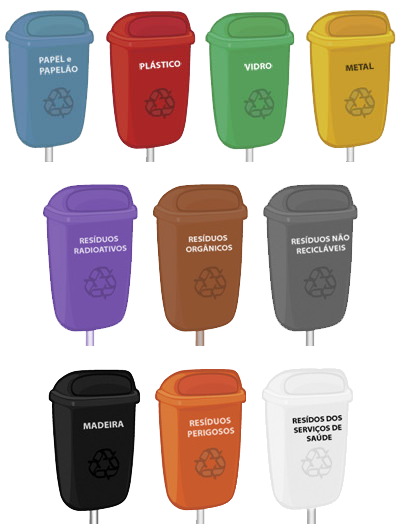 PAPEL e
PAPELÃO
PLÁSTICO
VIDRO
METAL
RESÍDUOS
RADIOATIVOS
RESÍDUOS
ORGÂNICOS
RESÍDUOS NÃO
RECICLÁVEIS
MADEIRA
RESÍDUOS
PERIGOSOS
RESÍDOS DOS
SERVIÇOS DE
SAÚDE